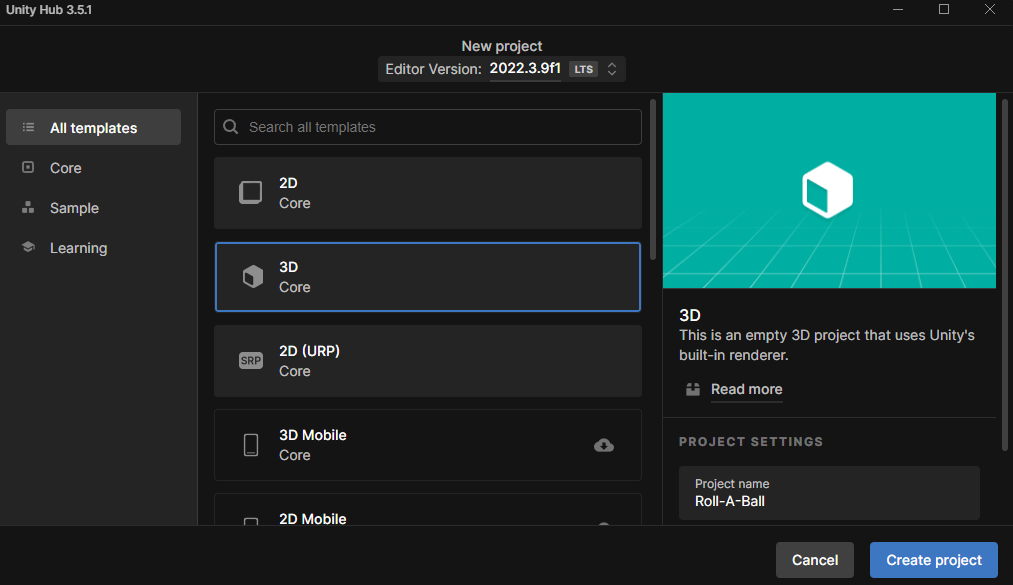 Unity Hub 3.5.1
New project
Editor Version: 2022.3.9f1 LTS
All templates
Core
Sample
Learning
Search all templates
2D
Core
3D
Core
2D (URP)
SRP
Core
3D Mobile
Core
2D Mobile
3D
This is an empty 3D project that uses Unity's
built-in renderer.
Read more
PROJECT SETTINGS
Project name
Roll-A-Ball
Cancel
Create project